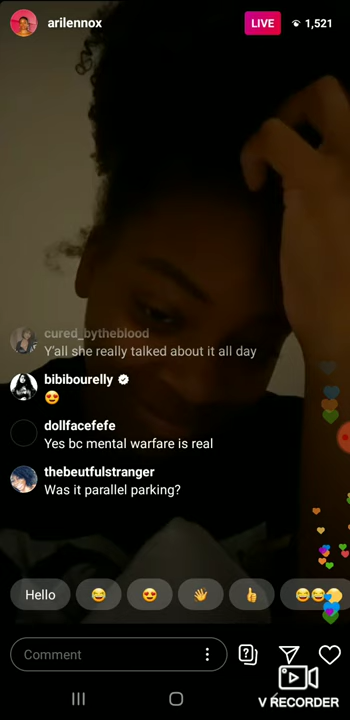 arilennox
LIVE
1,521
cured_bytheblood
Y'all she really talked about it all day
bibibourelly
dollfacefefe
Yes bc mental warfare is real
thebeutfulstranger
Was it parallel parking?
Hello
Comment
V RECORDER